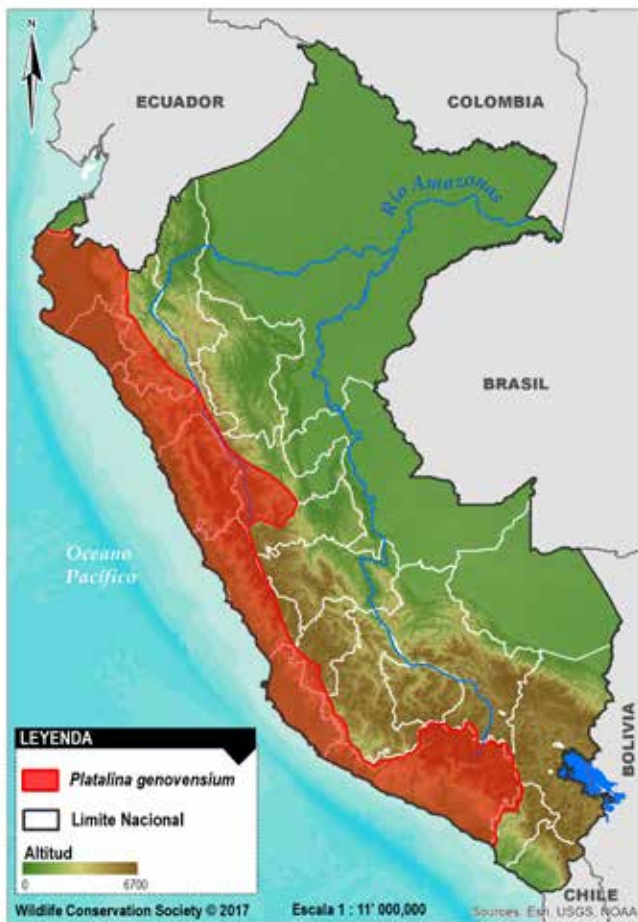 N
ECUADOR
COLOMBIA
Río Amazonas
BRASIL
Oceano
Pacífico
BOLIVIA
LEYENDA
Platalina genovensium
Limite Nacional
Altitud
0
6700
CHILE
Wildlife Conservation Society © 2017
Escala 1 : 11' 000,000
Sources: Esri, USGS, NOAA